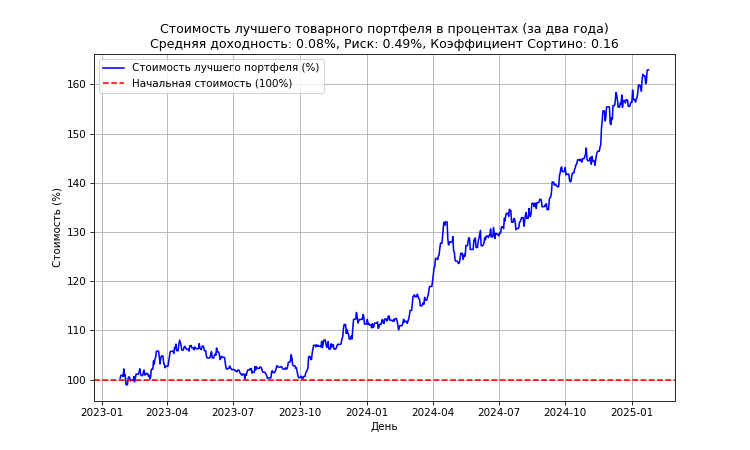 Стоимость лучшего товарного портфеля в процентах (за два года)
Средняя доходность: 0.08%, Риск: 0.49%, Коэффициент Сортино: 0.16
Стоимость лучшего портфеля (%)
Начальная стоимость (100%)
Стоимость (%)
160
150
140
130
120
110
100
2023-01 2023-04 2023-07 2023-10 2024-01 2024-04 2024-07 2024-10 2025-01
День